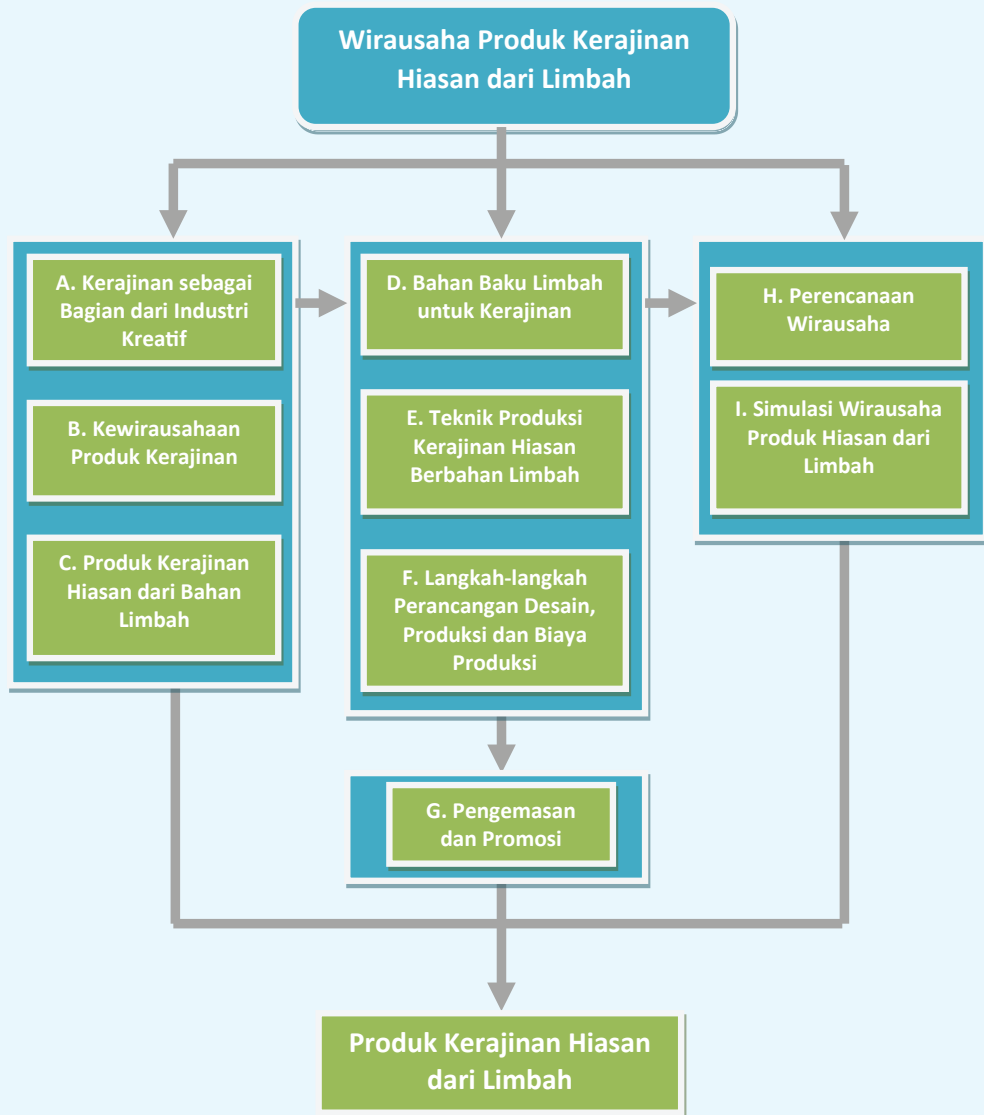 Wirausaha Produk Kerajinan
Hiasan dari Limbah
A. Kerajinan sebagai
Bagian dari Industri
Kreatif
B. Kewirausahaan
Produk Kerajinan
C. Produk Kerajinan
Hiasan dari Bahan
Limbah
D. Bahan Baku Limbah
untuk Kerajinan
E. Teknik Produksi
Kerajinan Hiasan
Berbahan Limbah
F. Langkah-langkah
Perancangan Desain,
Produksi dan Biaya
Produksi
G. Pengemasan
dan Promosi
H. Perencanaan
Wirausaha
I. Simulasi Wirausaha
Produk Hiasan dari
Limbah
Produk Kerajinan Hiasan
dari Limbah